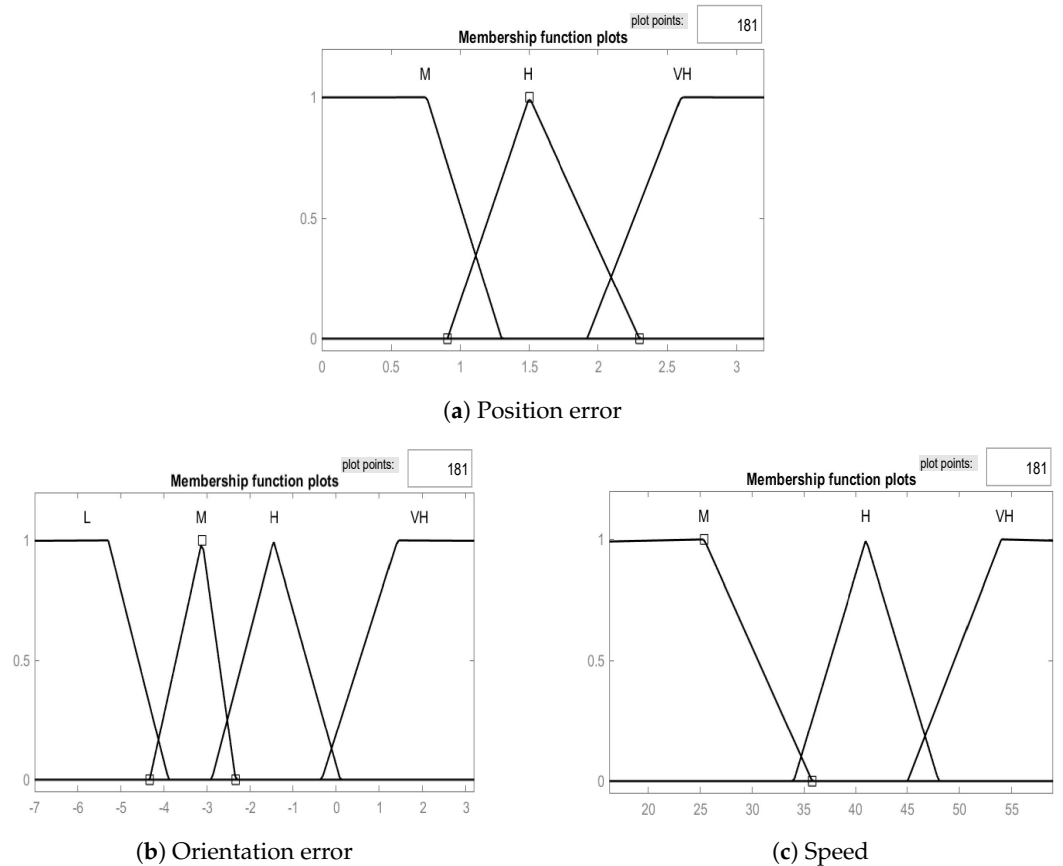 plot points: 181
Membership function plots
M H VH
1
0.5
0
0 0.5 1 1.5 2 2.5 3
(a) Position error
plot points: 181
Membership function plots
L M H VH
1
0.5
0
-7 -6 -5 -4 -3 -2 -1 0 1 2 3
(b) Orientation error
plot points: 181
Membership function plots
M H VH
1
0.5
0
20 25 30 35 40 45 50 55
(c) Speed